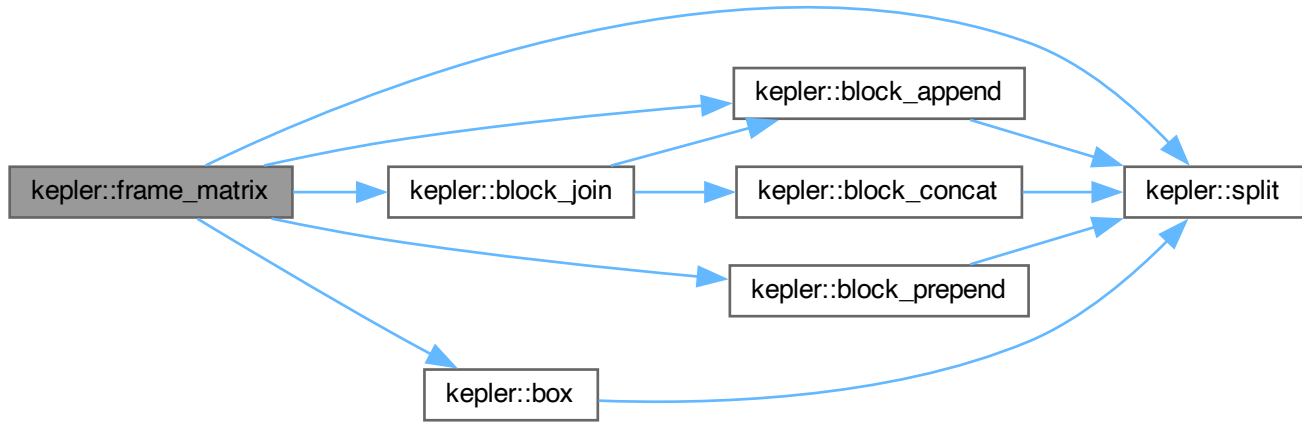 kepler::frame_matrix
kepler::block_append
kepler::block_join
kepler::block_concat
kepler::split
kepler::block_prepend
kepler::box